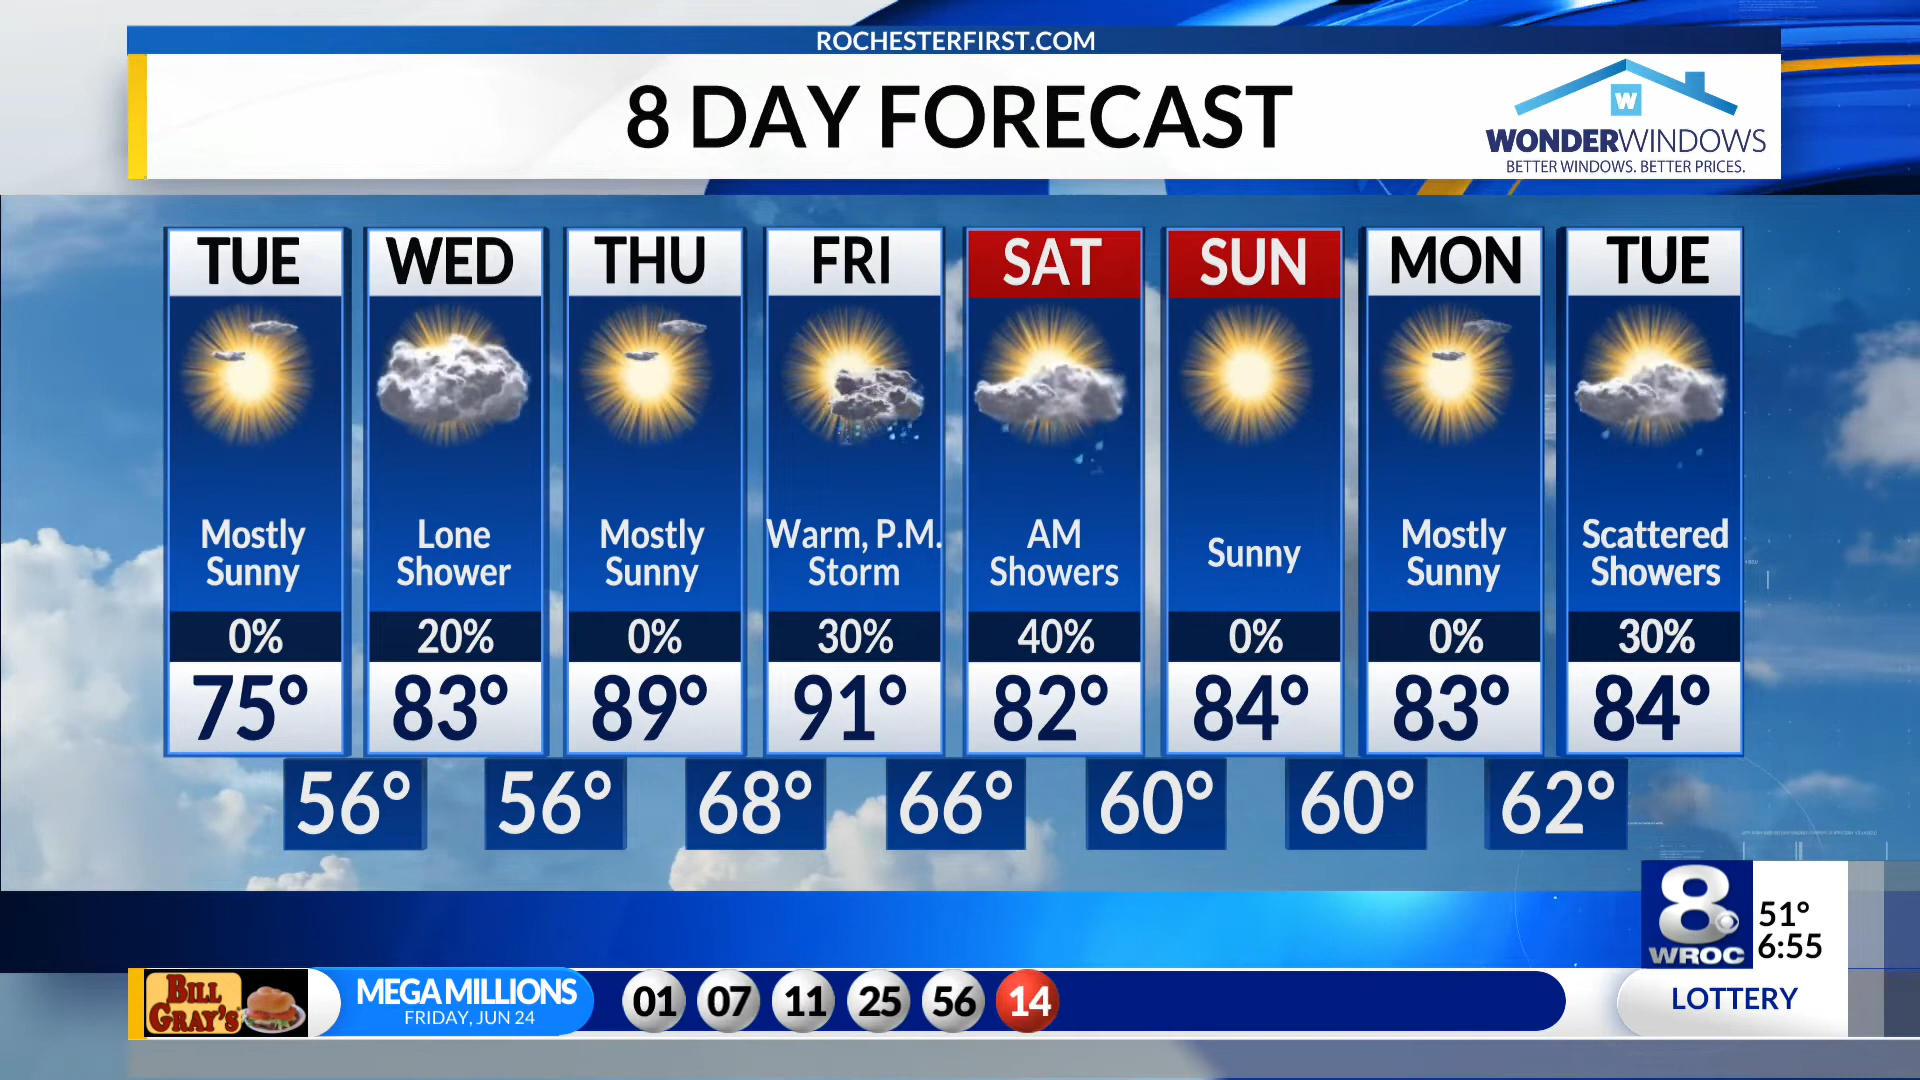 ROCHESTERFIRST.COM
8 DAY FORECAST
W
WONDERWINDOWS
BETTER WINDOWS. BETTER PRICES.
TUE
Mostly
Sunny
0%
75°
WED
Lone
Shower
20%
83°
THU
Mostly
Sunny
0%
89°
FRI
Warm, P.M.
Storm
30%
91°
SAT
AM
Showers
40%
82°
SUN
Sunny
0%
84°
MON
Mostly
Sunny
0%
83°
TUE
Scattered
Showers
30%
84°
56° 56° 68° 66° 60° 60° 62°
8
WROC
51°
6:55
BILL
GRAY'S
MEGA MILLIONS
FRIDAY, JUN 24
01 07 11 25 56 14
LOTTERY